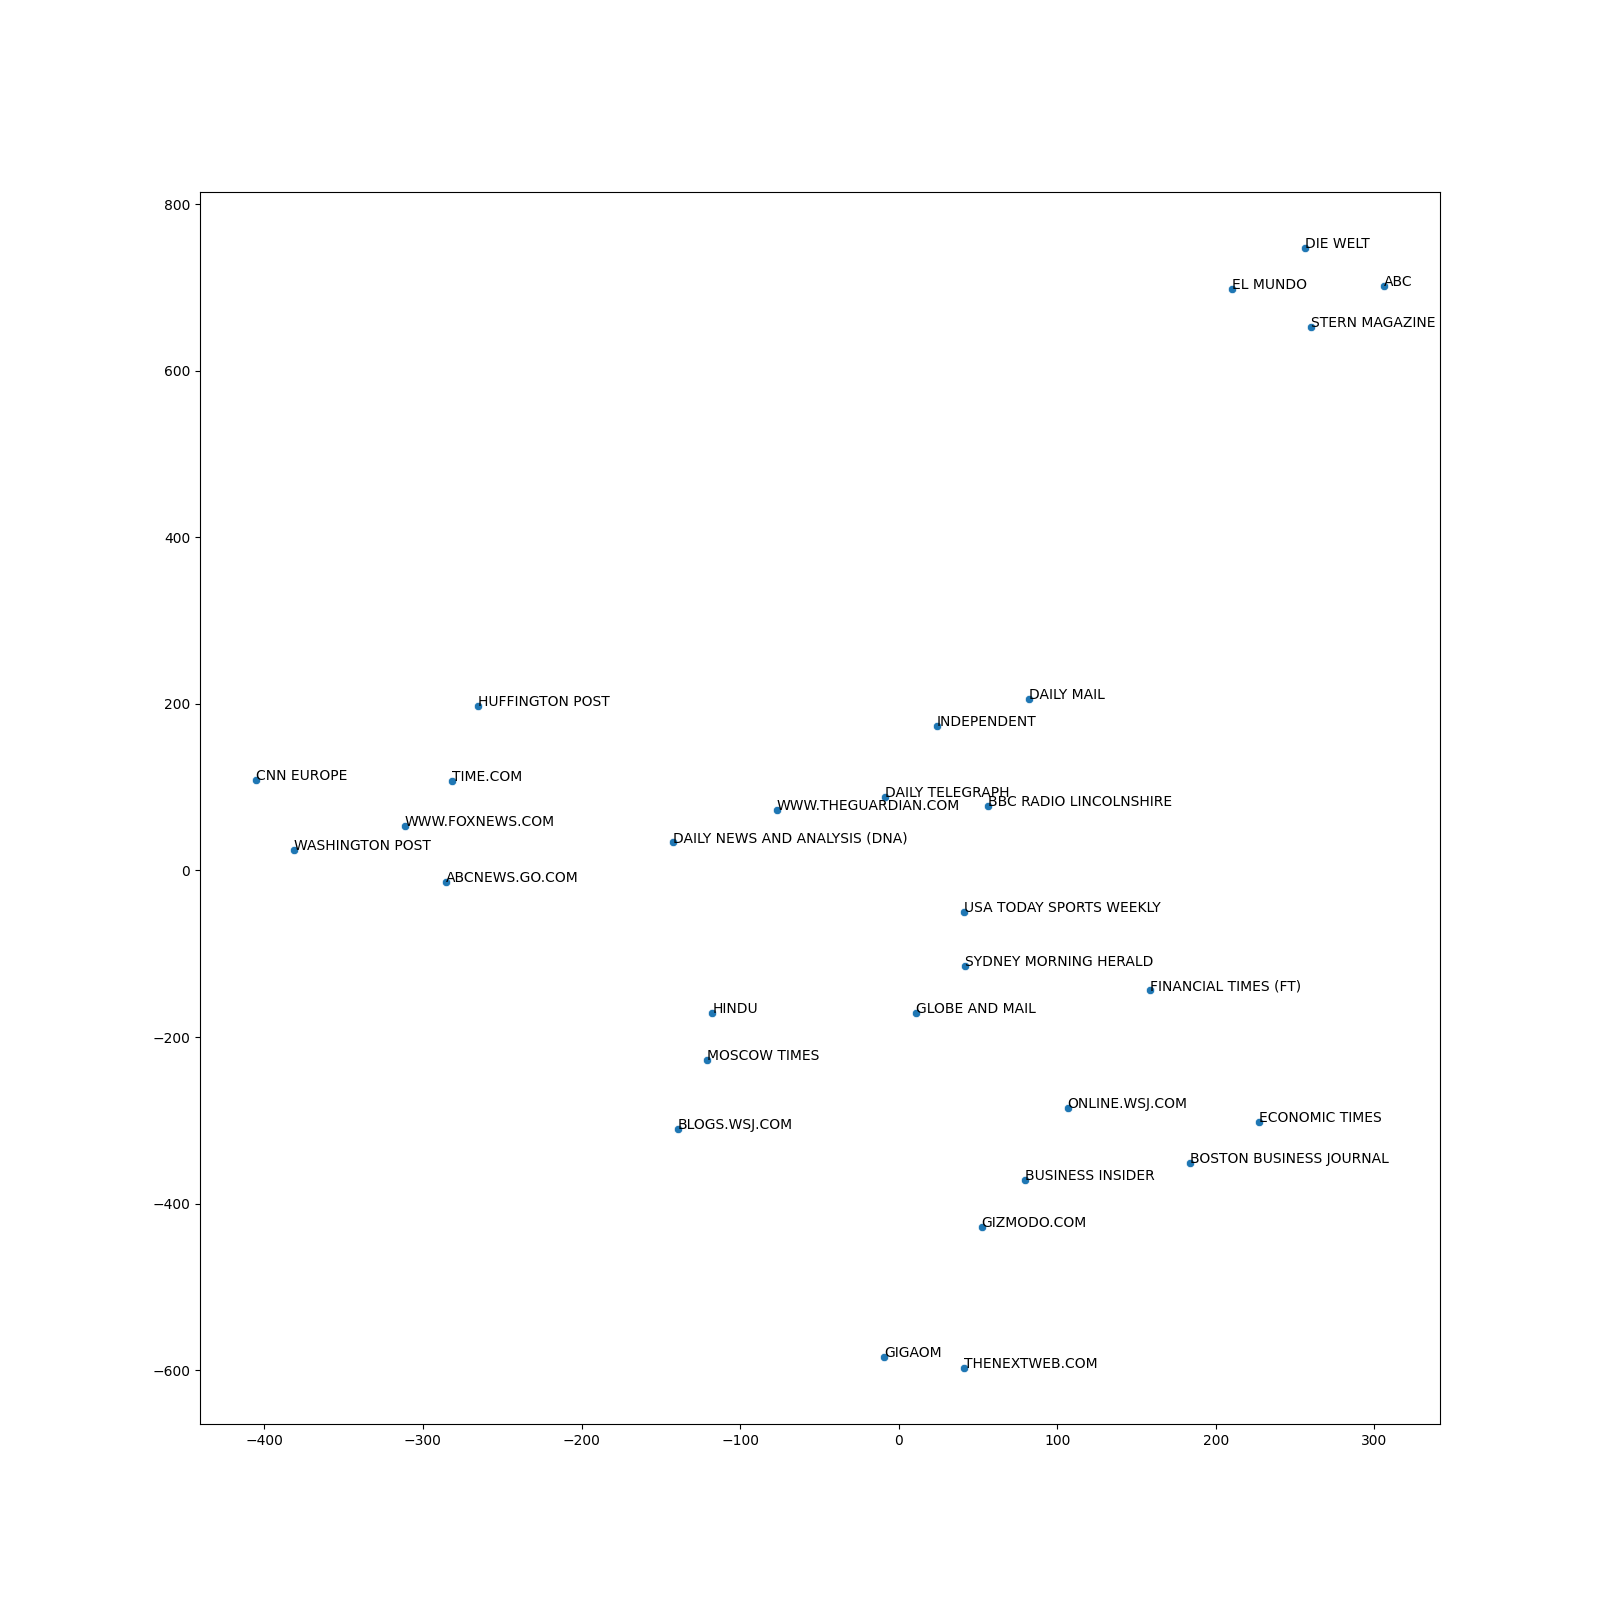 800
DIE WELT
ABC
EL MUNDO
STERN MAGAZINE
600
400
DAILY MAIL
HUFFINGTON POST
200
INDEPENDENT
CNN EUROPE
TIME.COM
DAILY TELEGRAPH
BBC RADIO LINCOLNSHIRE
WWW.THEGUARDIAN.COM
WWW.FOXNEWS.COM
DAILY NEWS AND ANALYSIS (DNA)
WASHINGTON POST
0
ABCNEWS.GO.COM
USA TODAY SPORTS WEEKLY
SYDNEY MORNING HERALD
FINANCIAL TIMES (FT)
HINDU
GLOBE AND MAIL
−200
MOSCOW TIMES
ONLINE.WSJ.COM
ECONOMIC TIMES
BLOGS.WSJ.COM
BOSTON BUSINESS JOURNAL
BUSINESS INSIDER
−400
GIZMODO.COM
GIGAOM
THENEXTWEB.COM
−600
−400 −300 −200 −100 0 100 200 300